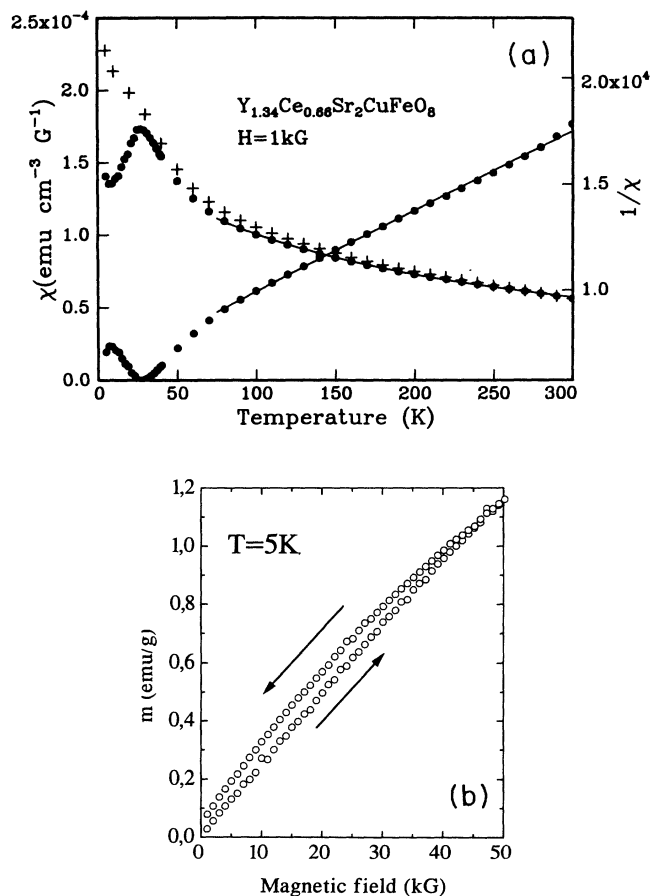 2.5x10⁻⁴
(a)
2.0x10⁴
2.0
Y₁.₃₄Ce₀.₆₆Sr₂CuFeO₈
H=1kG
χ(emu cm⁻³ G⁻¹)
1.5
1.5
1/χ
1.0
1.0
0.5
0.0
0 50 100 150 200 250 300
Temperature (K)
1,2
T=5K
1,0
0,8
m (emu/g)
0,6
0,4
0,2
(b)
0,0
0 10 20 30 40 50
Magnetic field (kG)